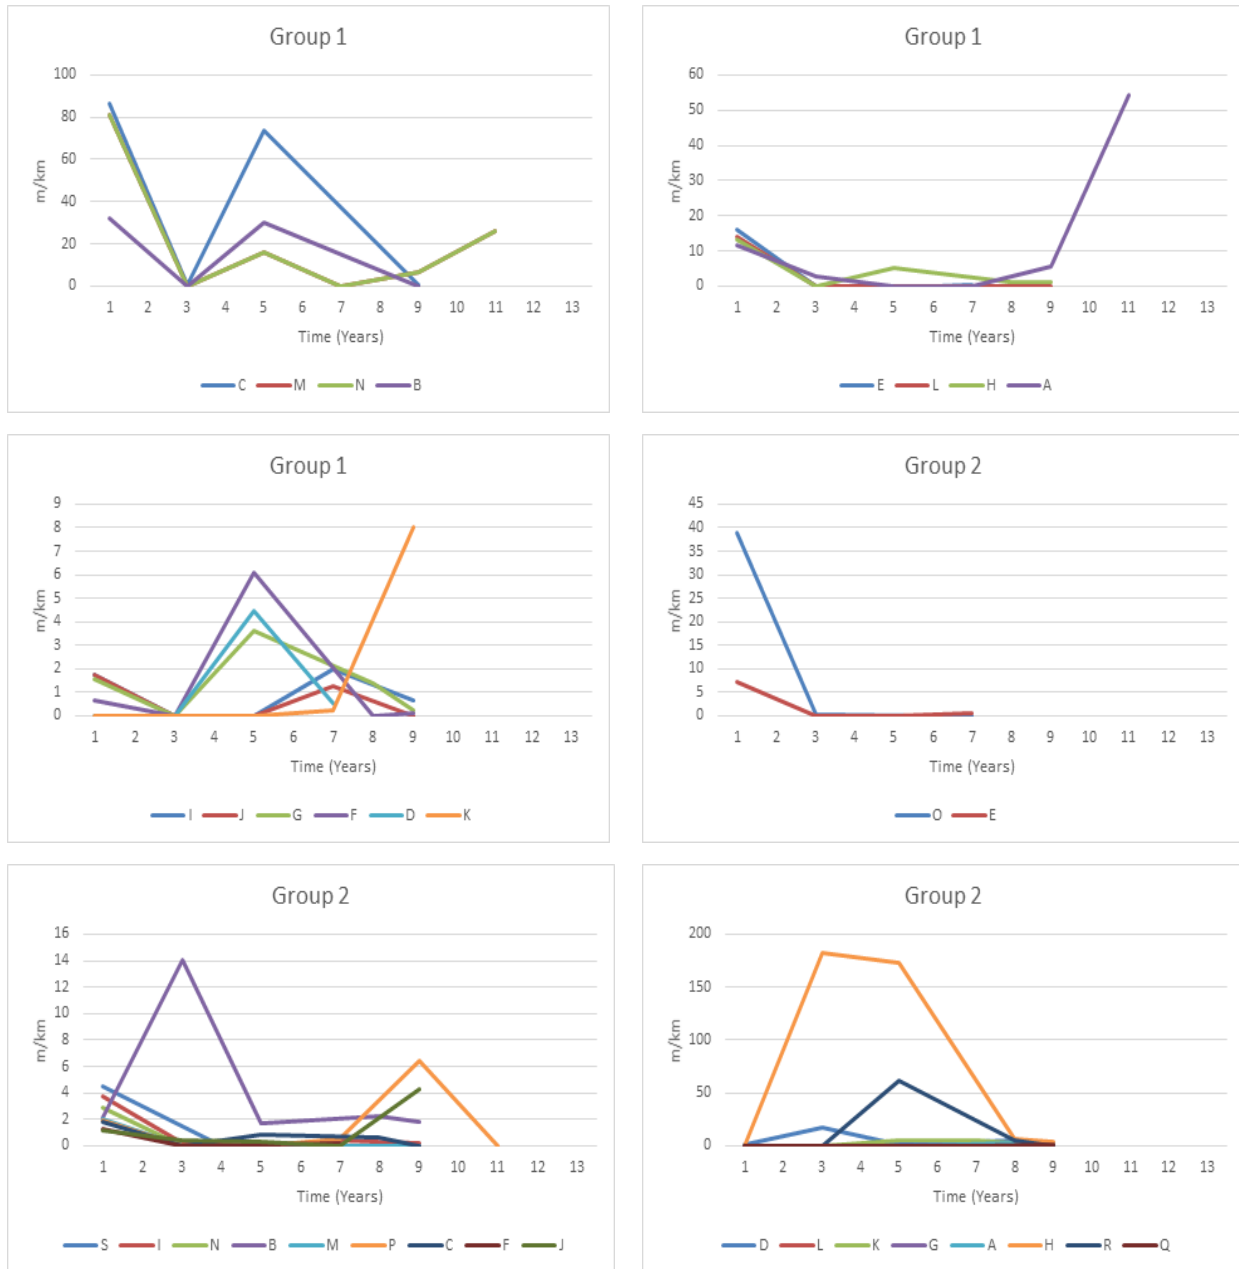 Group 1
100
80
60
40
20
0
m/km
1 2 3 4 5 6 7 8 9 10 11 12 13
Time (Years)
C M N B
Group 1
60
50
40
30
20
10
0
m/km
1 2 3 4 5 6 7 8 9 10 11 12 13
Time (Years)
E L H A
Group 1
9
8
7
6
5
4
3
2
1
0
m/km
1 2 3 4 5 6 7 8 9 10 11 12 13
Time (Years)
I J G F D K
Group 2
45
40
35
30
25
20
15
10
5
0
m/km
1 2 3 4 5 6 7 8 9 10 11 12 13
Time (Years)
O E
Group 2
16
14
12
10
8
6
4
2
0
m/km
1 2 3 4 5 6 7 8 9 10 11 12 13
Time (Years)
S I N B M P C F J
Group 2
200
150
100
50
0
m/km
1 2 3 4 5 6 7 8 9 10 11 12 13
Time (Years)
D L K G A H R Q